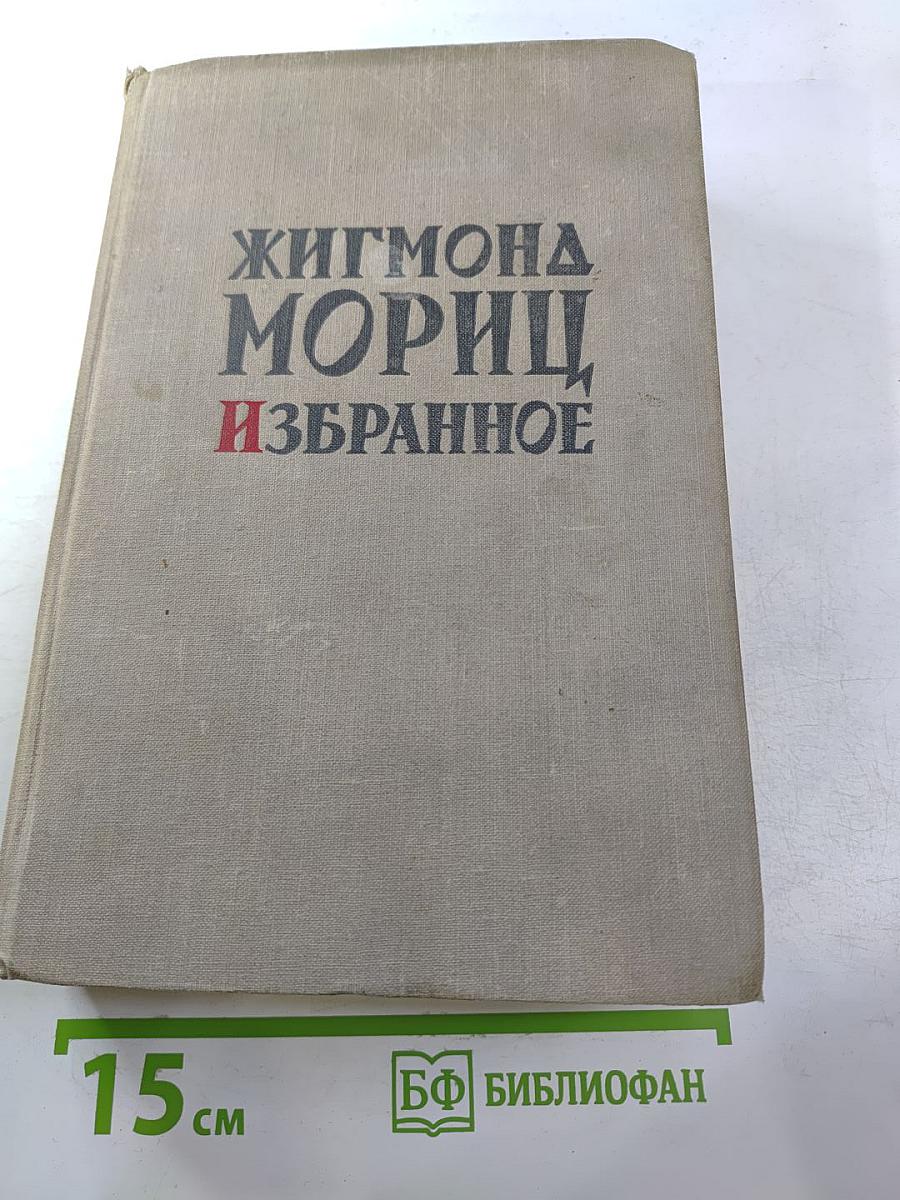 ЖИГМОНД
МОРИЦ
ИЗБРАННОЕ
15 см
БФ БИБЛИОФАН